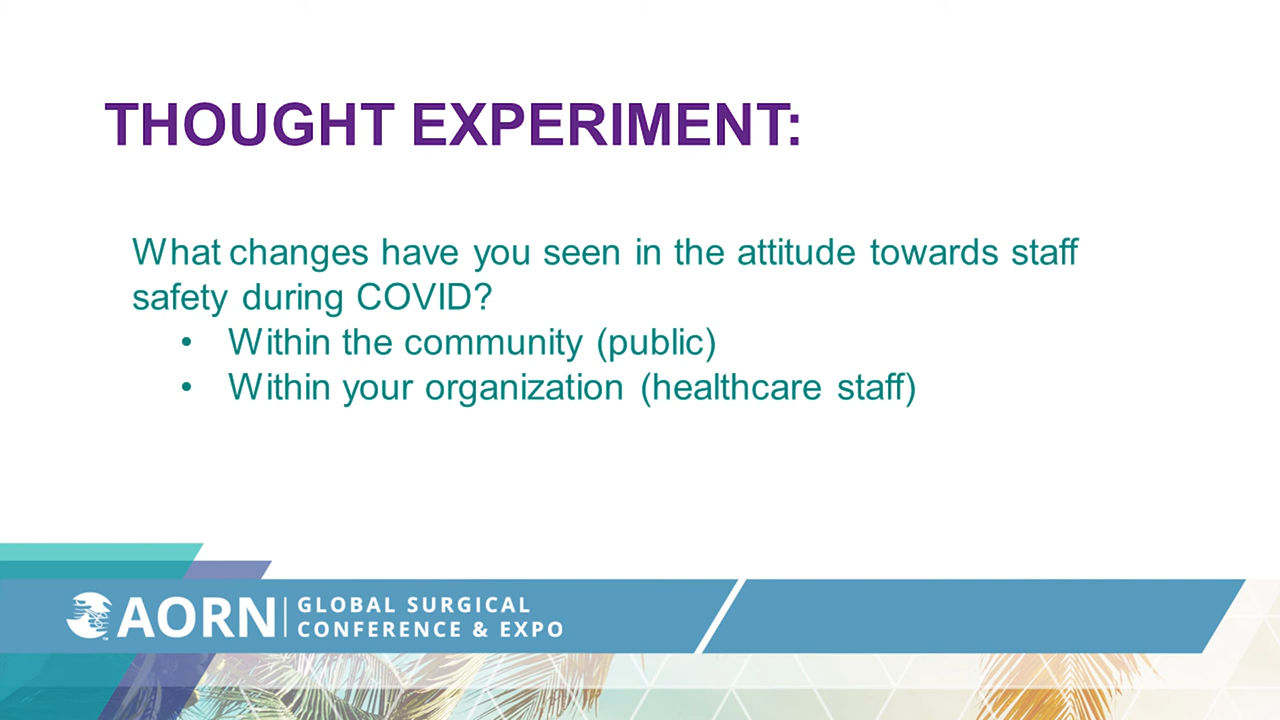 THOUGHT EXPERIMENT:
What changes have you seen in the attitude towards staff
safety during COVID?
• Within the community (public)
• Within your organization (healthcare staff)
AORN GLOBAL SURGICAL
CONFERENCE & EXPO